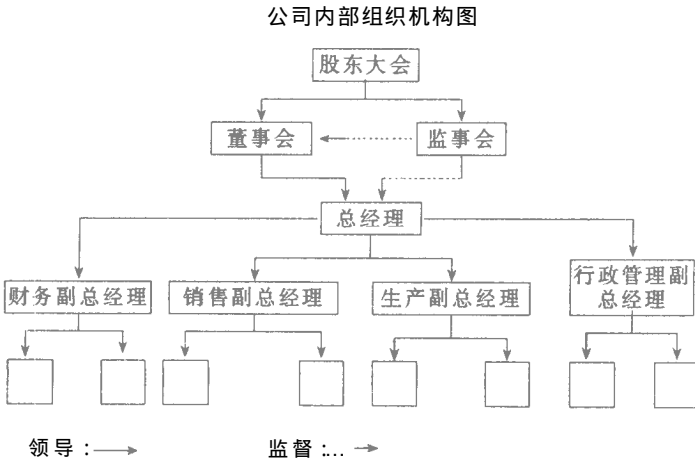 公司内部组织机构图
股东大会
董事会
监事会
总经理
财务副总经理
销售副总经理
生产副总经理
行政管理副
总经理
领导：
监督：…